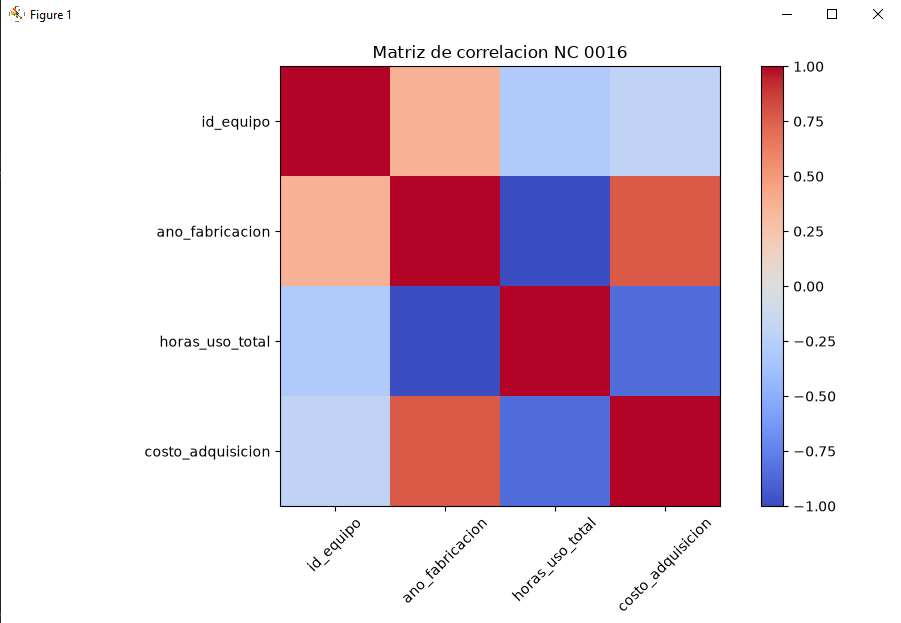 Figure 1
Matriz de correlacion NC 0016
id_equipo
ano_fabricacion
horas_uso_total
costo_adquisicion
id_equipo
ano_fabricacion
horas_uso_total
costo_adquisicion
1.00
0.75
0.50
0.25
0.00
−0.25
−0.50
−0.75
−1.00